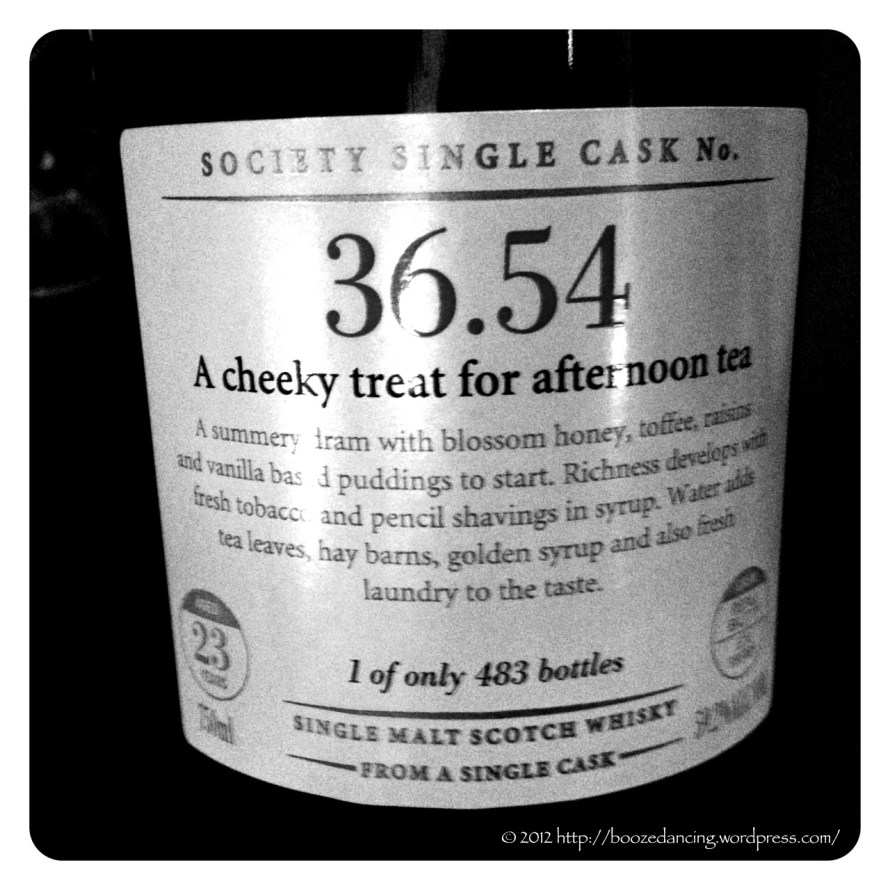 SOCIETY SINGLE CASK No.
36.54
A cheeky treat for afternoon tea
A summery dram with blossom honey, toffee, raisins
and vanilla based puddings to start. Richness develops with
fresh tobacco and pencil shavings in syrup. Water adds
tea leaves, hay barns, golden syrup and also fresh
laundry to the taste.
23
YEARS
1 of only 483 bottles
750ml
SINGLE MALT SCOTCH WHISKY
FROM A SINGLE CASK
© 2012 http://boozedancing.wordpress.com/